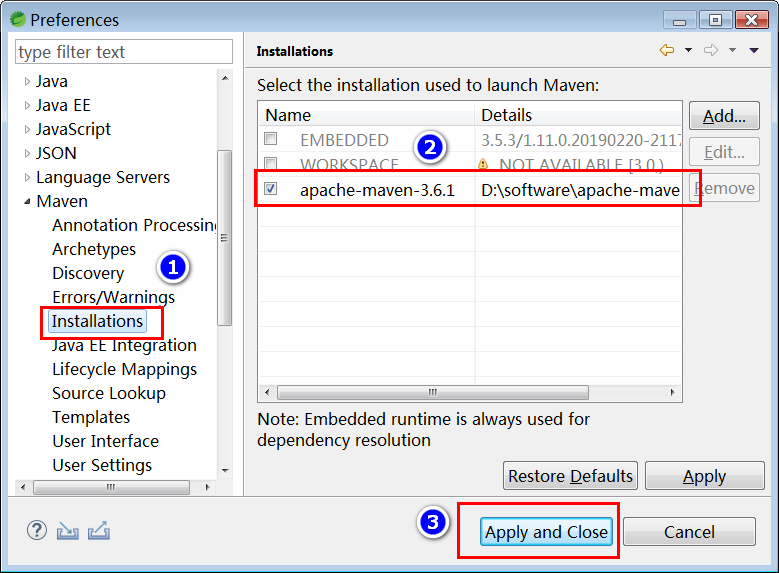 Preferences
type filter text
Java
Java EE
JavaScript
JSON
Language Servers
Maven
Annotation Processing
Archetypes
Discovery
1
Errors/Warnings
Installations
Java EE Integration
Lifecycle Mappings
Source Lookup
Templates
User Interface
User Settings
Installations
Select the installation used to launch Maven:
Name Details
EMBEDDED 3.5.3/1.11.0.20190220-2117
2
WORKSPACE NOT AVAILABLE [3.0,)
apache-maven-3.6.1 D:\software\apache-mave
Add...
Edit...
Remove
Note: Embedded runtime is always used for
dependency resolution
Restore Defaults Apply
3
? Apply and Close Cancel